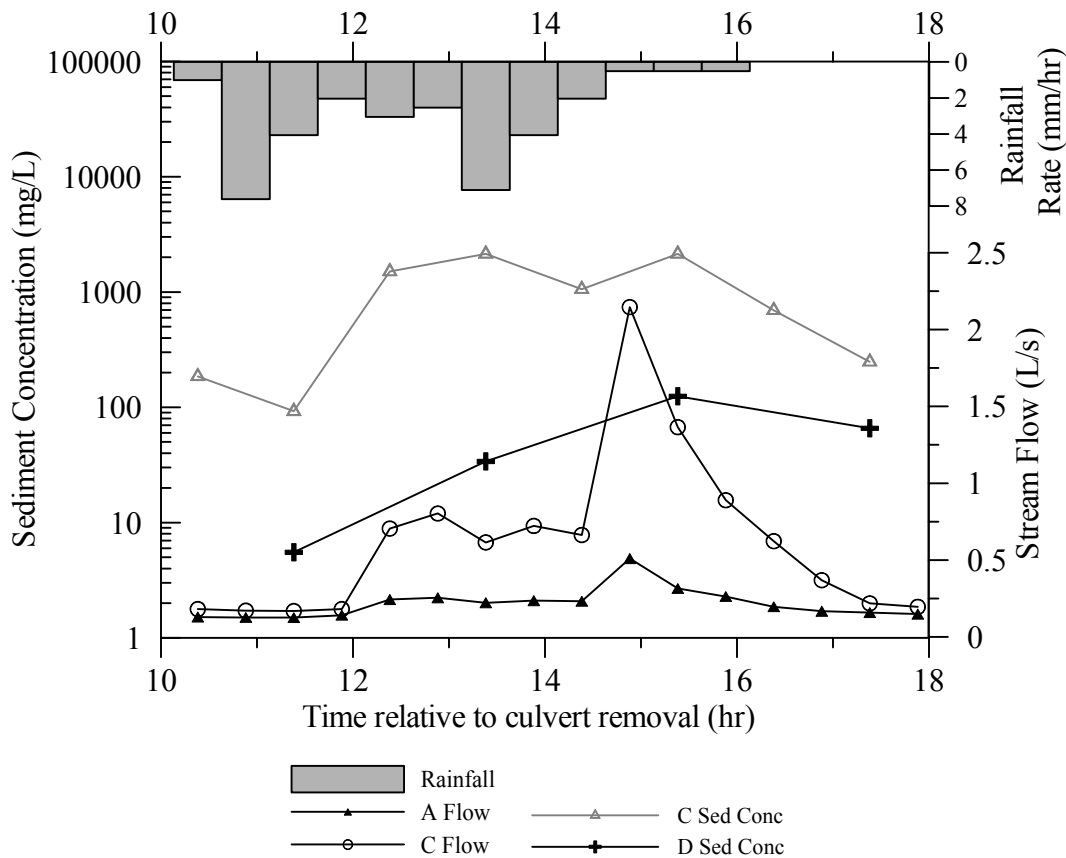 10 12 14 16 18
100000
10000
1000
100
10
1
Sediment Concentration (mg/L)
0
2
4
6
8
Rainfall
Rate (mm/hr)
2.5
2
1.5
1
0.5
0
Stream Flow (L/s)
10 12 14 16 18
Time relative to culvert removal (hr)
Rainfall
A Flow C Sed Conc
C Flow D Sed Conc